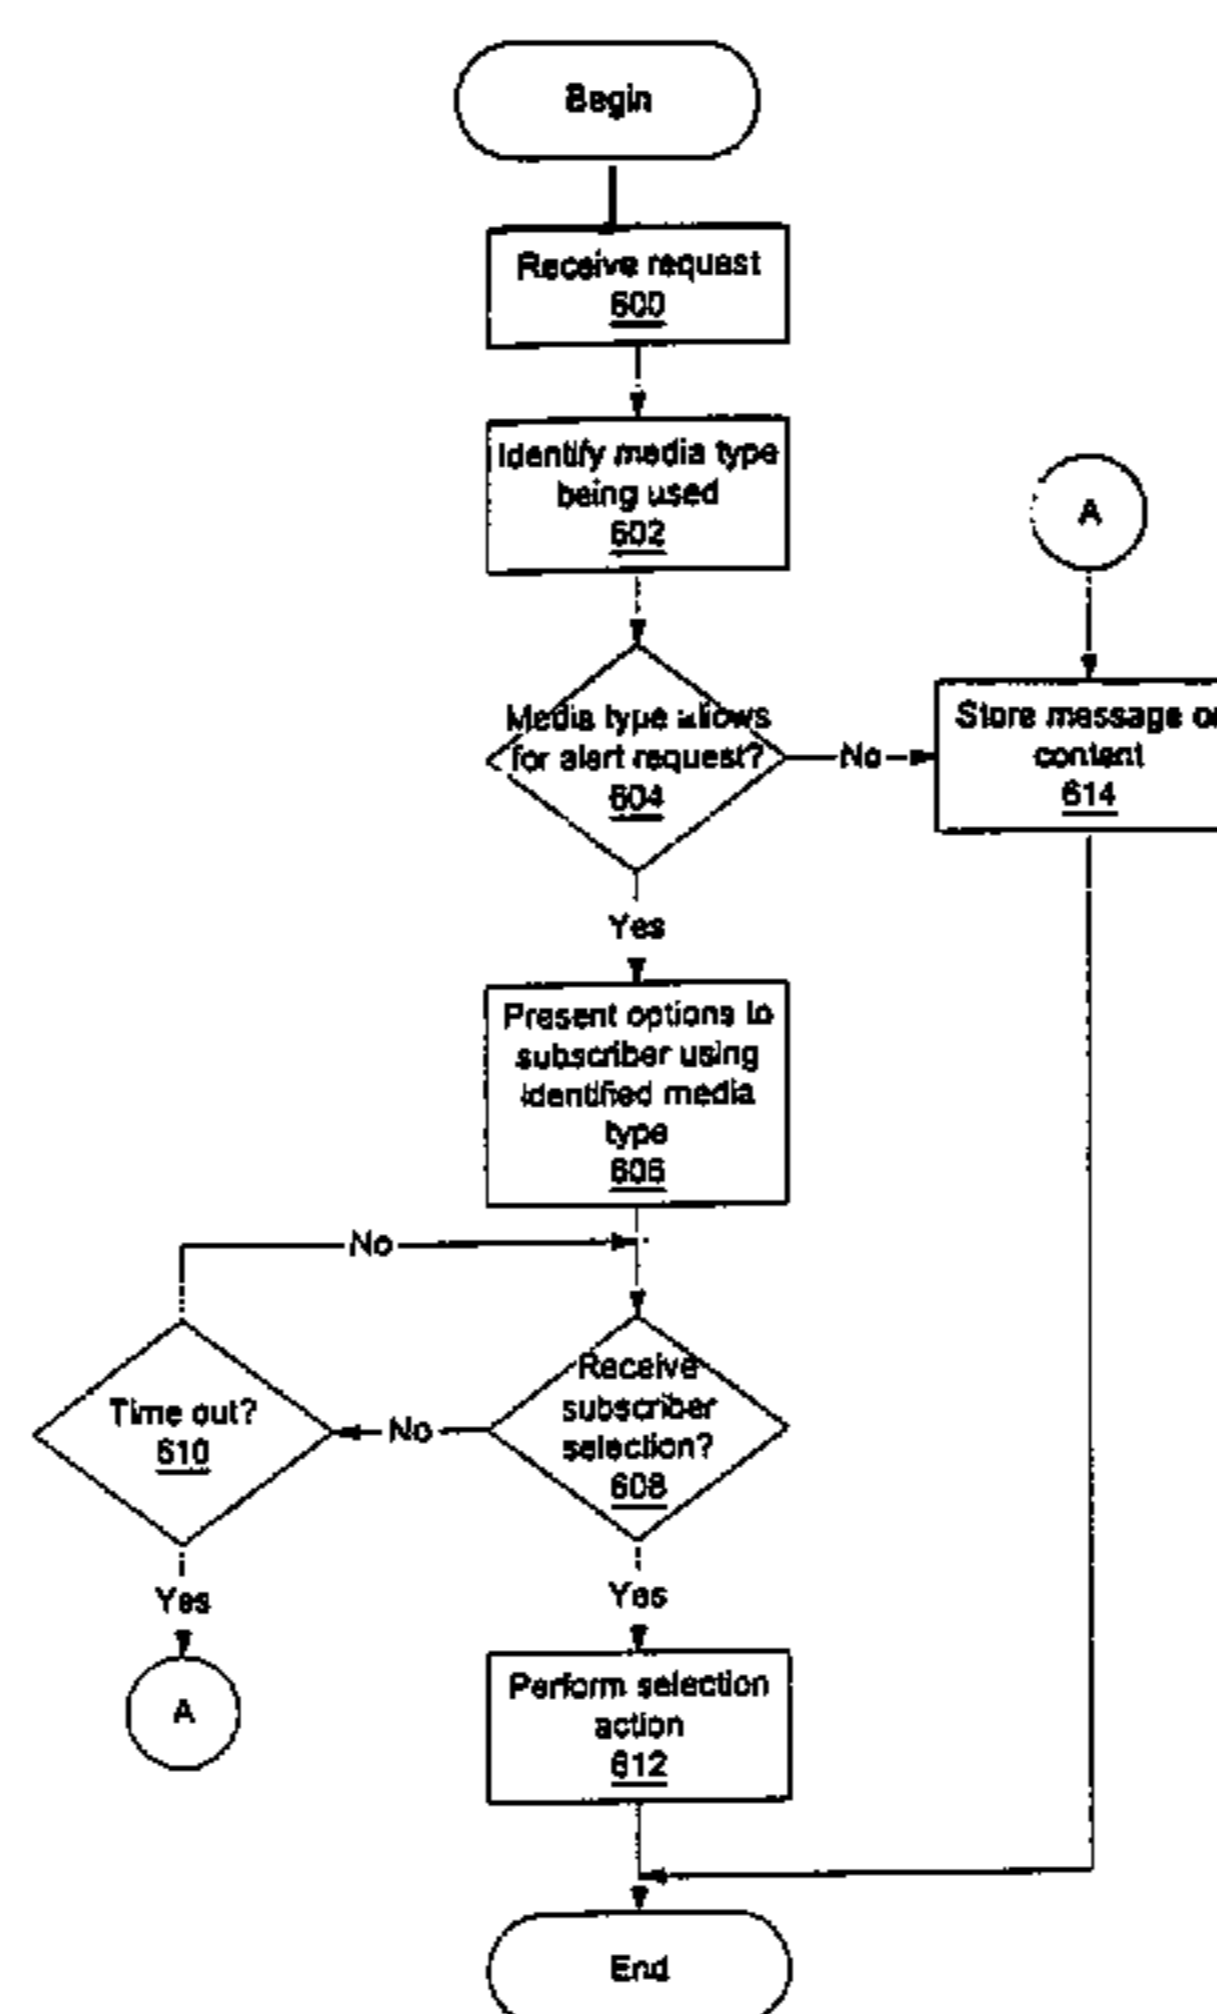 Begin
Receive request
600
Identify media type
being used
602
A
Media type allows
for alert request?
604
No
Store message or
content
614
Yes
Present options to
subscriber using
identified media
type
606
No
Time out?
610
No
Receive
subscriber
selection?
608
Yes
Yes
A
Perform selection
action
612
End